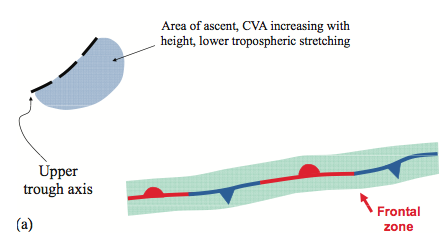 Area of ascent, CVA increasing with
height, lower tropospheric stretching
Upper
trough axis
(a)
Frontal
zone